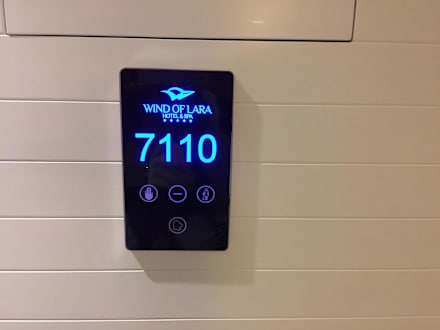 WIND OF LARA
HOTEL & SPA
7110